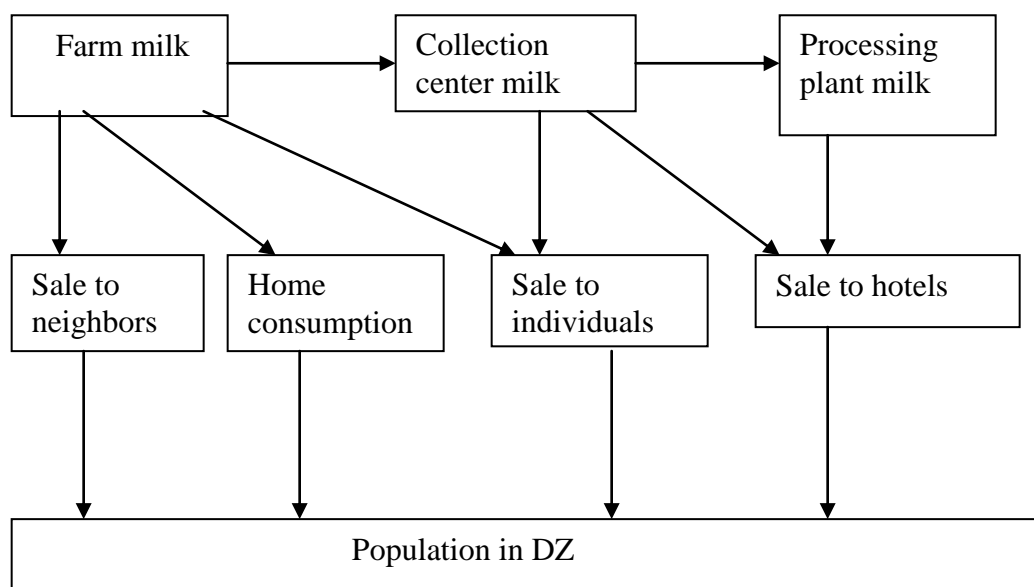 Farm milk
Collection
center milk
Processing
plant milk
Sale to
neighbors
Home
consumption
Sale to
individuals
Sale to hotels
Population in DZ